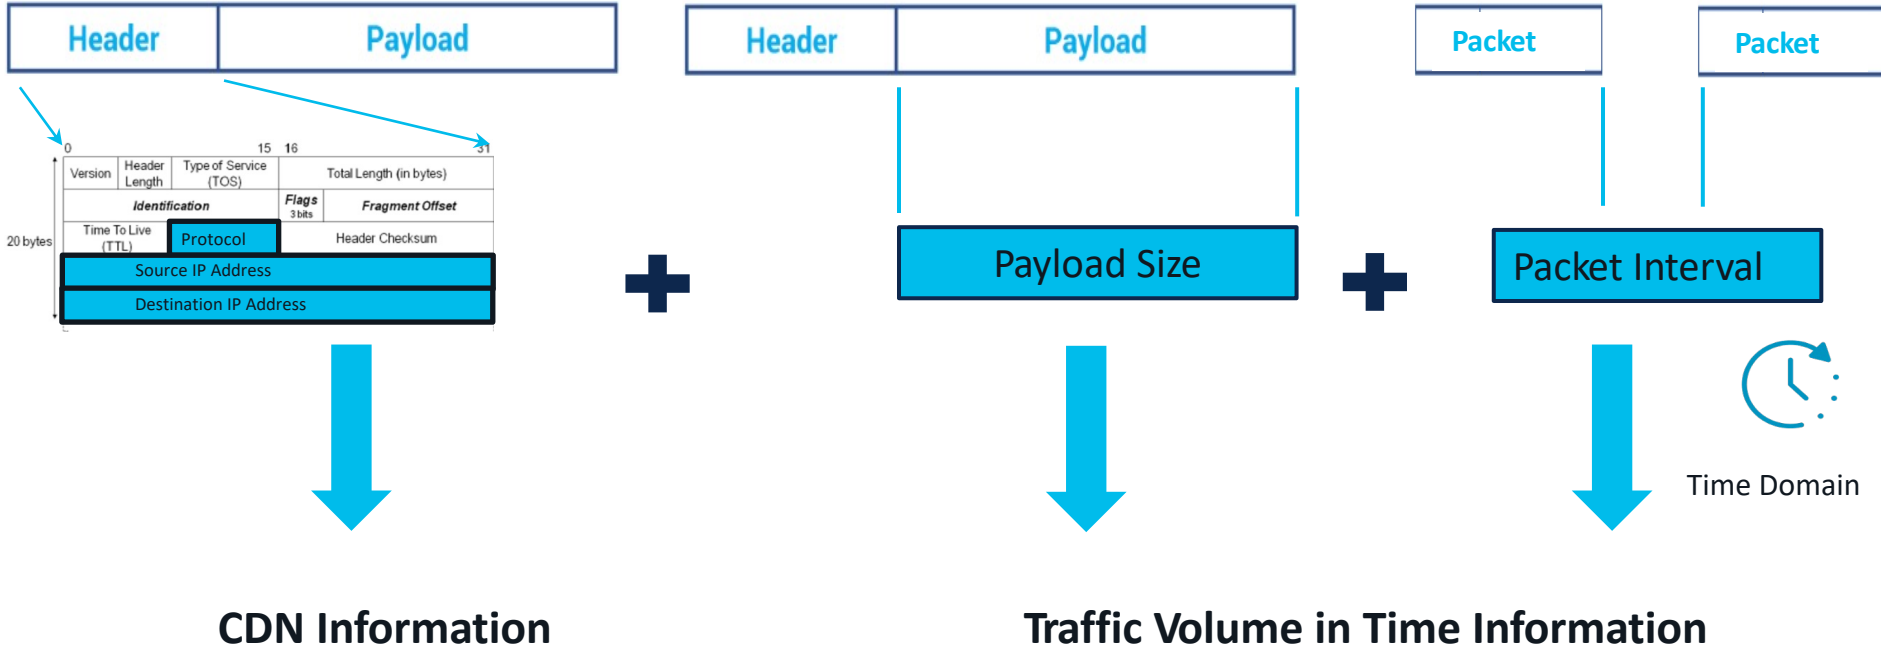 Header Payload
Header Payload
Packet Packet
0 15 16 31
Version Header Length Type of Service (TOS) Total Length (in bytes)
Identification Flags 3 bits Fragment Offset
20 bytes Time To Live (TTL) Protocol Header Checksum
Source IP Address
Destination IP Address
Payload Size
Packet Interval
Time Domain
CDN Information
Traffic Volume in Time Information